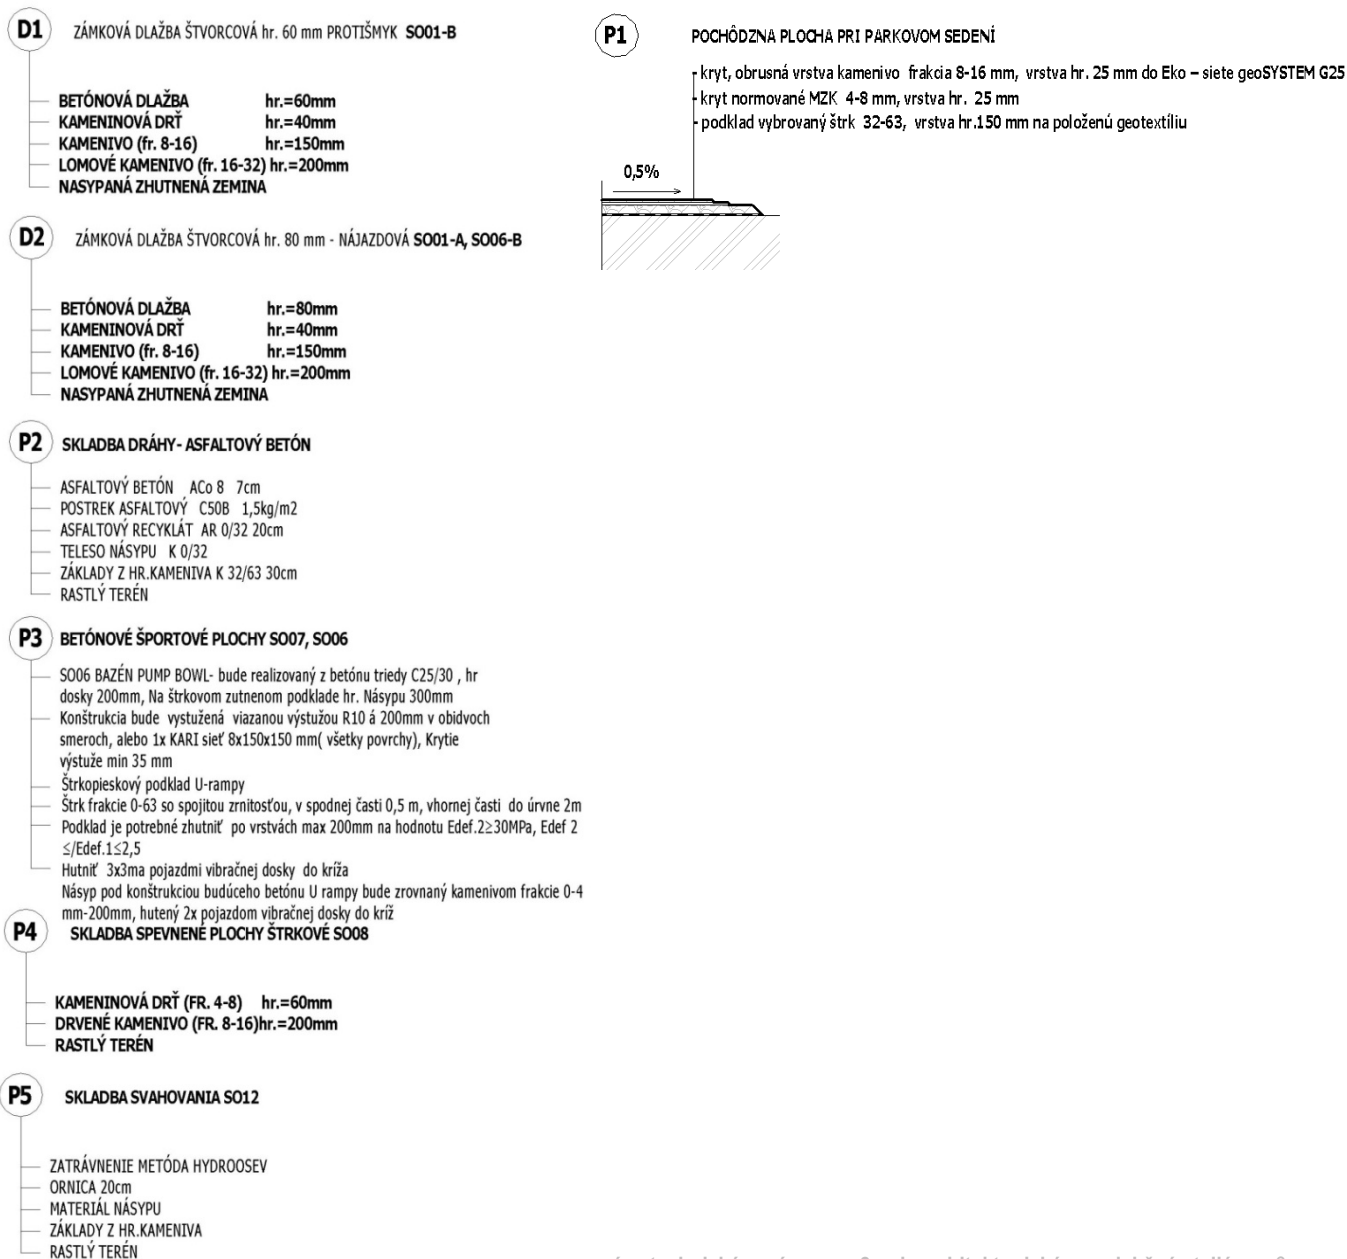 D1 ZÁMKOVÁ DLAŽBA ŠTVORCOVÁ hr. 60 mm PROTIŠMYK SO01-B
BETÓNOVÁ DLAŽBA hr.=60mm
KAMENINOVÁ DRŤ hr.=40mm
KAMENIVO (fr. 8-16) hr.=150mm
LOMOVÉ KAMENIVO (fr. 16-32) hr.=200mm
NASYPANÁ ZHUTNENÁ ZEMINA
D2 ZÁMKOVÁ DLAŽBA ŠTVORCOVÁ hr. 80 mm - NÁJAZDOVÁ SO01-A, SO06-B
BETÓNOVÁ DLAŽBA hr.=80mm
KAMENINOVÁ DRŤ hr.=40mm
KAMENIVO (fr. 8-16) hr.=150mm
LOMOVÉ KAMENIVO (fr. 16-32) hr.=200mm
NASYPANÁ ZHUTNENÁ ZEMINA
P2 SKLADBA DRÁHY- ASFALTOVÝ BETÓN
ASFALTOVÝ BETÓN ACo 8 7cm
POSTREK ASFALTOVÝ C50B 1,5kg/m2
ASFALTOVÝ RECYKLÁT AR 0/32 20cm
TELESO NÁSYPU K 0/32
ZÁKLADY Z HR.KAMENIVA K 32/63 30cm
RASTLÝ TERÉN
P3 BETÓNOVÉ ŠPORTOVÉ PLOCHY SO07, SO06
SO06 BAZÉN PUMP BOWL- bude realizovaný z betónu triedy C25/30 , hr
dosky 200mm, Na štrkovom zutnenom podklade hr. Násypu 300mm
Konštrukcia bude vystužená viazanou výstužou R10 á 200mm v obidvoch
smeroch, alebo 1x KARI sieť 8x150x150 mm( všetky povrchy), Krytie
výstuže min 35 mm
Štrkopieskový podklad U-rampy
Štrk frakcie 0-63 so spojitou zrnitosťou, v spodnej časti 0,5 m, vhornej časti do úrvne 2m
Podklad je potrebné zhutniť po vrstvách max 200mm na hodnotu Edef.2≥30MPa, Edef 2
≤/Edef.1≤2,5
Hutniť 3x3ma pojazdmi vibračnej dosky do kríža
Násyp pod konštrukciou budúceho betónu U rampy bude zrovnaný kamenivom frakcie 0-4
mm-200mm, hutený 2x pojazdom vibračnej dosky do kríž
P4 SKLADBA SPEVNENÉ PLOCHY ŠTRKOVÉ SO08
KAMENINOVÁ DRŤ (FR. 4-8) hr.=60mm
DRVENÉ KAMENIVO (FR. 8-16)hr.=200mm
RASTLÝ TERÉN
P5 SKLADBA SVAHOVANIA SO12
ZATRÁVNENIE METÓDA HYDROOSEV
ORNICA 20cm
MATERIÁL NÁSYPU
ZÁKLADY Z HR.KAMENIVA
RASTLÝ TERÉN
P1 POCHÔDZNA PLOCHA PRI PARKOVOM SEDENÍ
- kryt, obrusná vrstva kamenivo frakcia 8-16 mm, vrstva hr. 25 mm do Eko – siete geoSYSTEM G25
- kryt normované MZK 4-8 mm, vrstva hr. 25 mm
- podklad vybrovaný štrk 32-63, vrstva hr.150 mm na položenú geotextíliu
0,5%